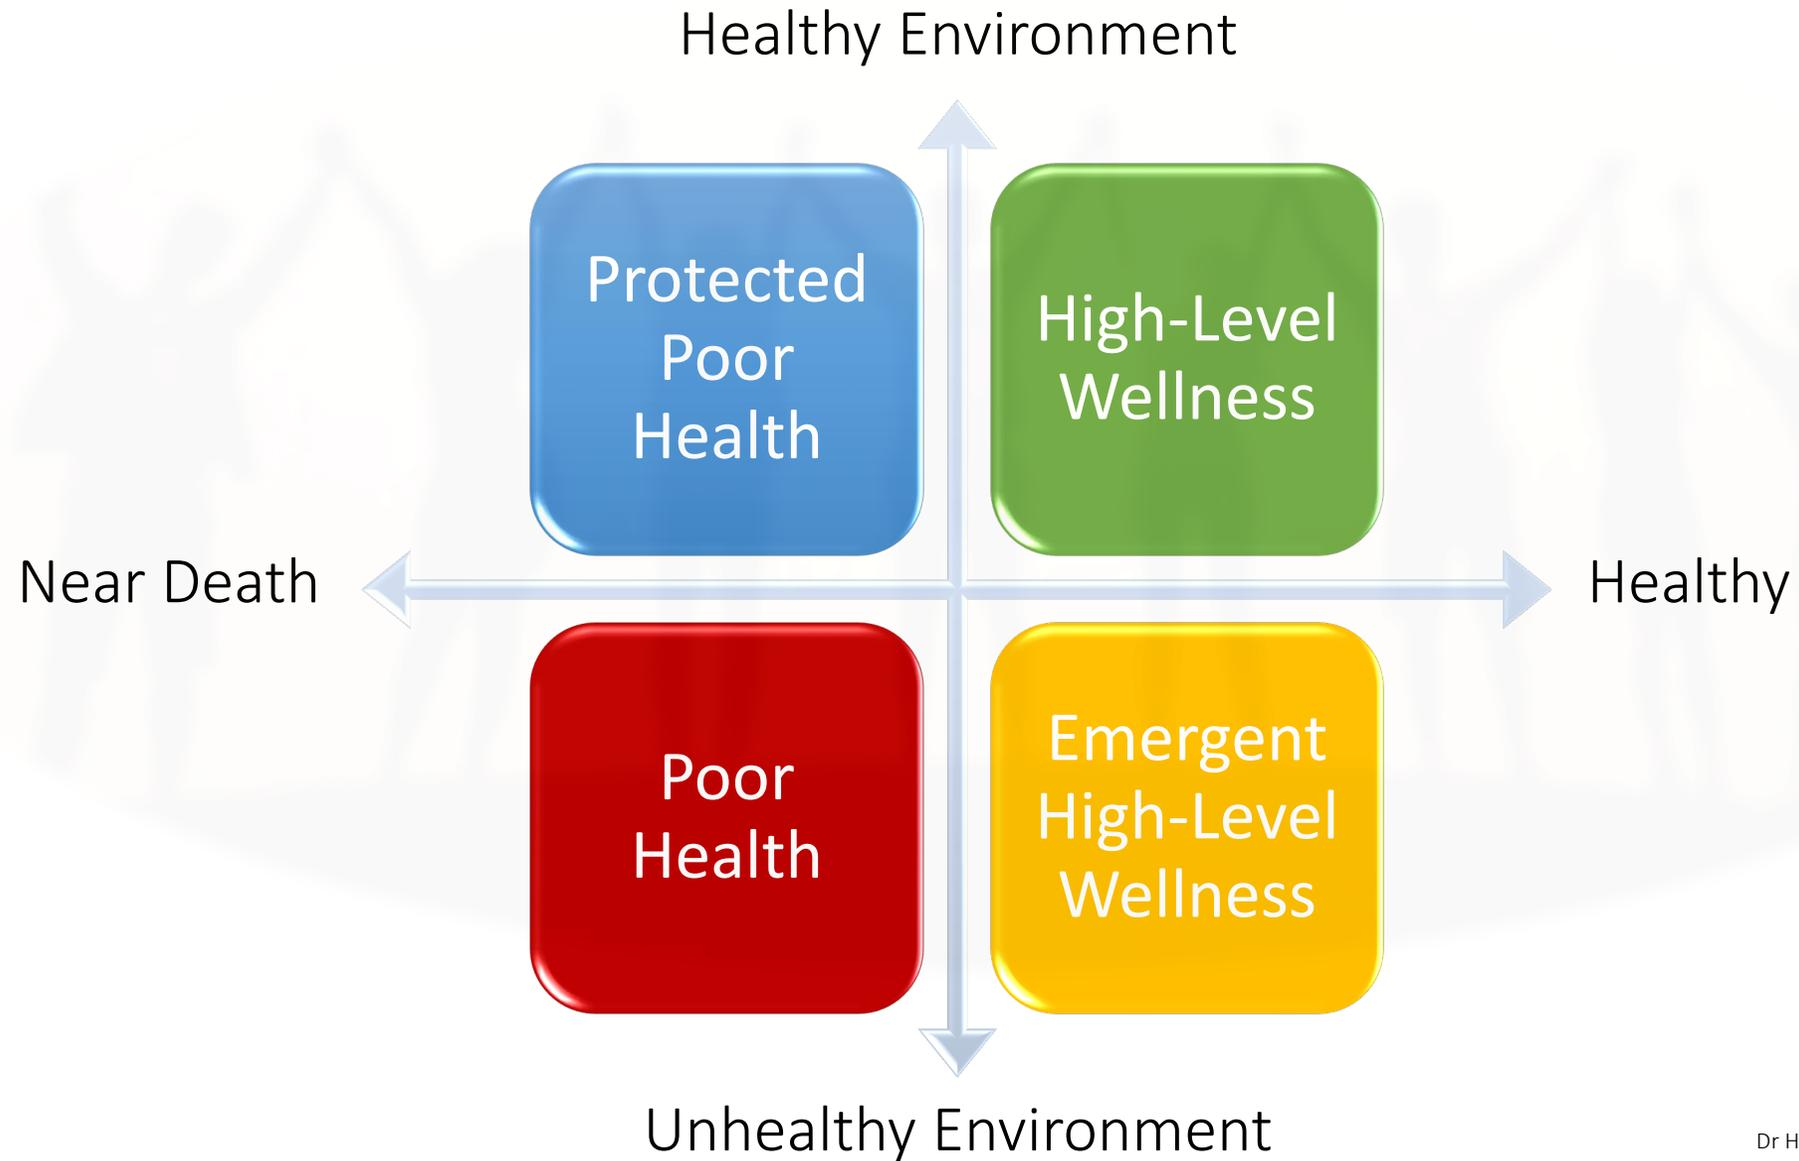 Healthy Environment
Protected
Poor
Health
High-Level
Wellness
Near Death
Healthy
Poor
Health
Emergent
High-Level
Wellness
Unhealthy Environment
Dr H